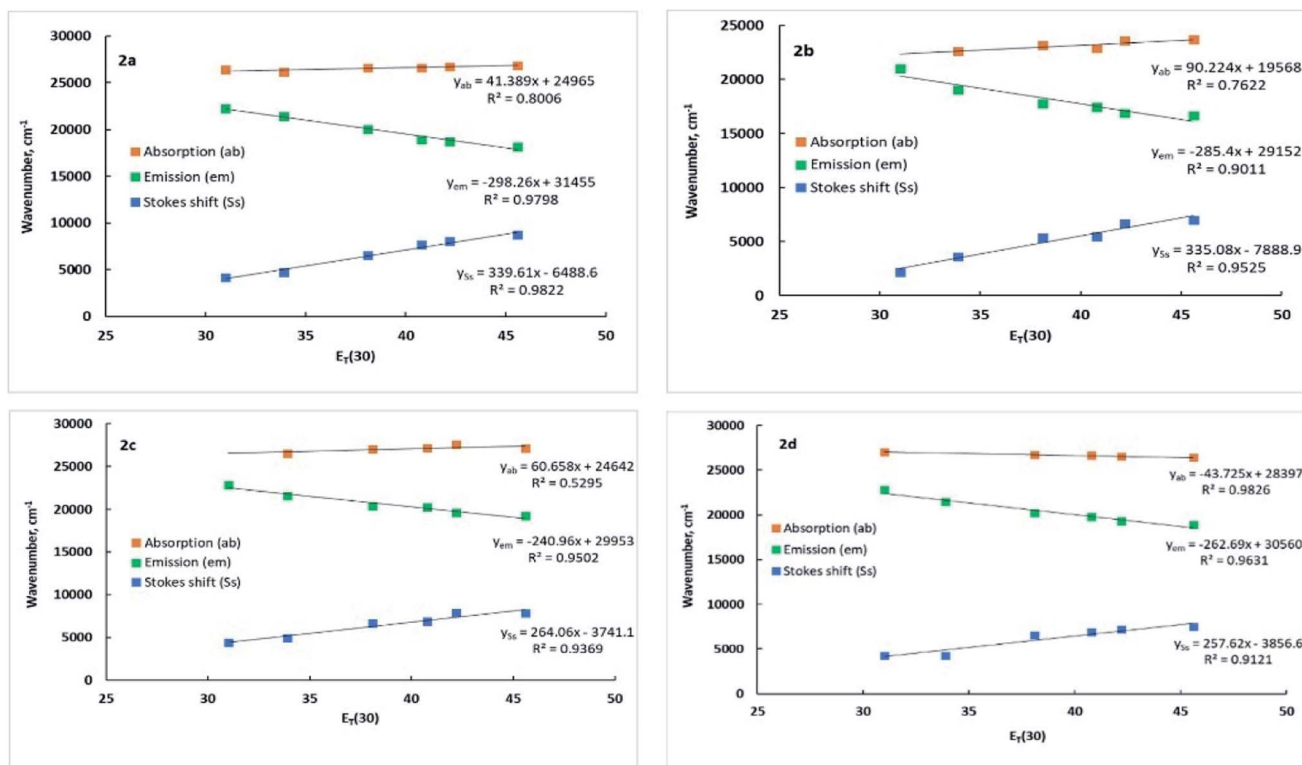 2a
30000
25000
20000
15000
10000
5000
0
Wavenumber, cm⁻¹
Absorption (ab)
Emission (em)
Stokes shift (Ss)
y_ab = 41.389x + 24965
R² = 0.8006
y_em = -298.26x + 31455
R² = 0.9798
y_Ss = 339.61x - 6488.6
R² = 0.9822
25 30 35 40 45 50
E_T(30)
2b
25000
20000
15000
10000
5000
0
Wavenumber, cm⁻¹
Absorption (ab)
Emission (em)
Stokes shift (Ss)
y_ab = 90.224x + 19568
R² = 0.7622
y_em = -285.4x + 29152
R² = 0.9011
y_Ss = 335.08x - 7888.9
R² = 0.9525
25 30 35 40 45 50
E_T(30)
2c
30000
25000
20000
15000
10000
5000
0
Wavenumber, cm⁻¹
Absorption (ab)
Emission (em)
Stokes shift (Ss)
y_ab = 60.658x + 24642
R² = 0.5295
y_em = -240.96x + 29953
R² = 0.9502
y_Ss = 264.06x - 3741.1
R² = 0.9369
25 30 35 40 45 50
E_T(30)
2d
30000
25000
20000
15000
10000
5000
0
Wavenumber, cm⁻¹
Absorption (ab)
Emission (em)
Stokes shift (Ss)
y_ab = -43.725x + 28397
R² = 0.9826
y_em = -262.69x + 30560
R² = 0.9631
y_Ss = 257.62x - 3856.6
R² = 0.9121
25 30 35 40 45 50
E_T(30)